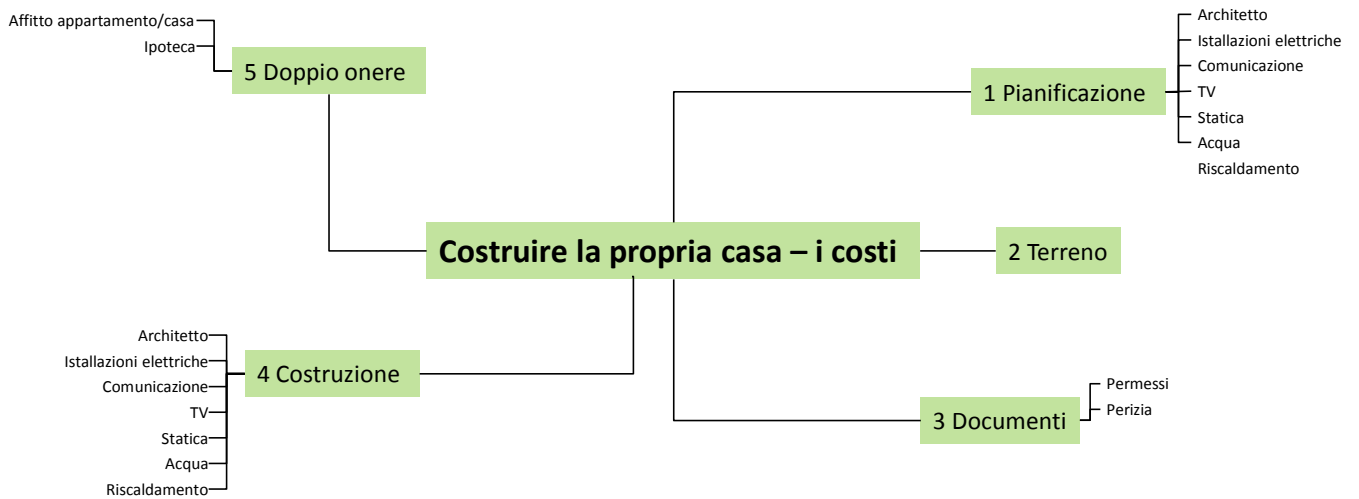 Affitto appartamento/casa
Ipoteca
5 Doppio onere
1 Pianificazione
Architetto
Istallazioni elettriche
Comunicazione
TV
Statica
Acqua
Riscaldamento
Costruire la propria casa – i costi
2 Terreno
Architetto
Istallazioni elettriche
Comunicazione
TV
Statica
Acqua
Riscaldamento
4 Costruzione
3 Documenti
Permessi
Perizia